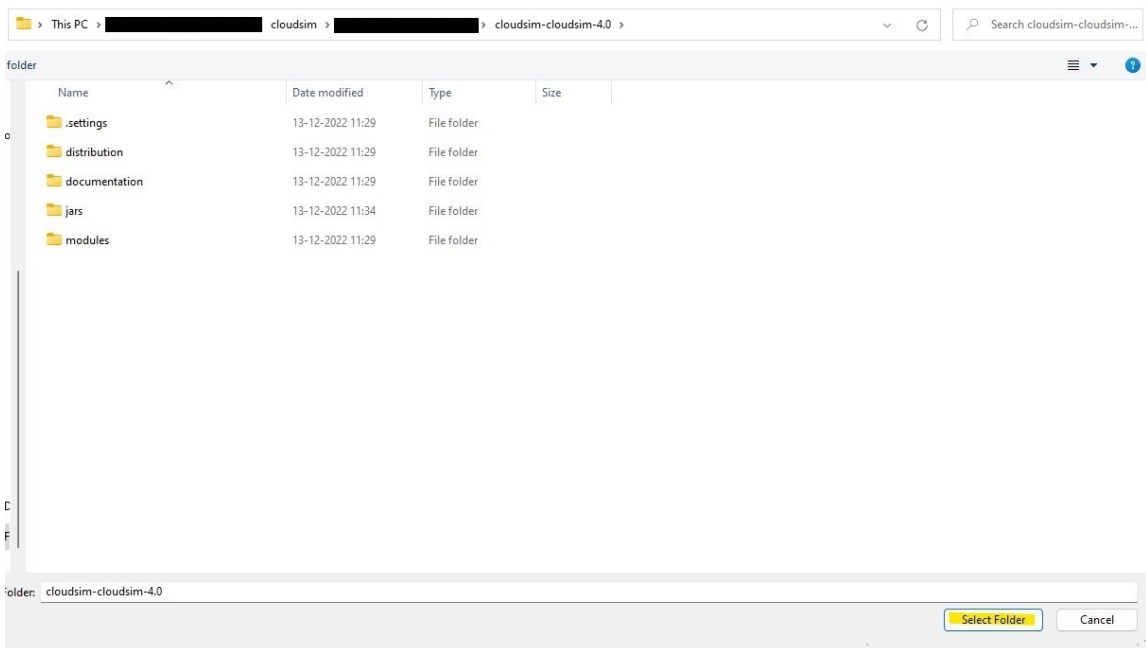 This PC > cloudsim > > cloudsim-cloudsim-4.0 > Search cloudsim-cloudsim-...
folder ?
Name Date modified Type Size
.settings 13-12-2022 11:29 File folder
distribution 13-12-2022 11:29 File folder
documentation 13-12-2022 11:29 File folder
jars 13-12-2022 11:34 File folder
modules 13-12-2022 11:29 File folder
D
F
Folder: cloudsim-cloudsim-4.0
Select Folder Cancel